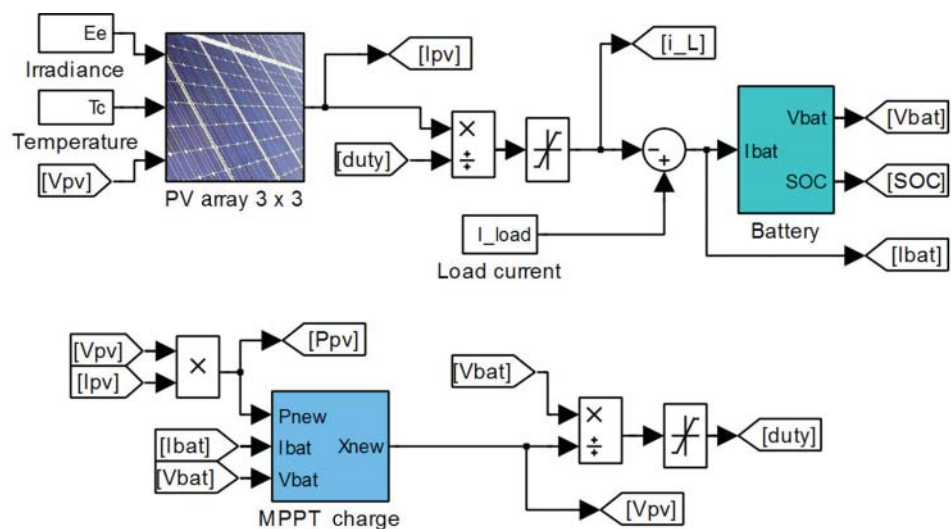 Ee
Irradiance
Tc
Temperature
[Vpv]
PV array 3 x 3
[Ipv]
[duty]
×
÷
[i_L]
−
+
I_load
Load current
Ibat
Vbat
SOC
Battery
[Vbat]
[SOC]
[Ibat]
[Vpv]
[Ipv]
×
[Ppv]
[Ibat]
[Vbat]
Pnew
Ibat
Vbat
Xnew
MPPT charge
[Vbat]
×
÷
[duty]
[Vpv]